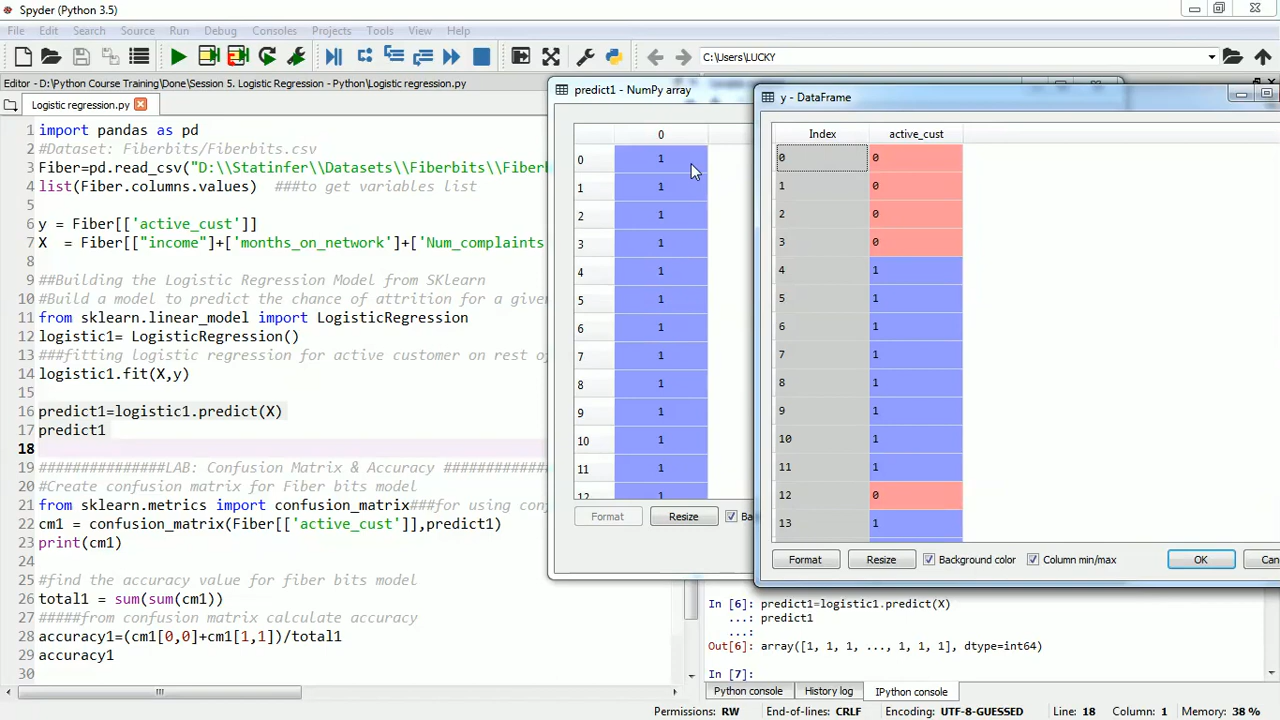 Spyder (Python 3.5)
File Edit Search Source Run Debug Consoles Projects Tools View Help
C:\Users\LUCKY
Editor - D:\Python Course Training\Done\Session 5. Logistic Regression - Python\Logistic regression.py
Logistic regression.py
1 import pandas as pd
2 #Dataset: Fiberbits/Fiberbits.csv
3 Fiber=pd.read_csv("D:\\Statinfer\\Datasets\\Fiberbits\\Fiberb
4 list(Fiber.columns.values)  ###to get variables list
5
6 y = Fiber[['active_cust']]
7 X  = Fiber[["income"]+['months_on_network']+['Num_complaints
8
9 ##Building the Logistic Regression Model from SKlearn
10 #Build a model to predict the chance of attrition for a given
11 from sklearn.linear_model import LogisticRegression
12 logistic1= LogisticRegression()
13 ###fitting logistic regression for active customer on rest of
14 logistic1.fit(X,y)
15
16 predict1=logistic1.predict(X)
17 predict1
18
19 ###############LAB: Confusion Matrix & Accuracy #############
20 #Create confusion matrix for Fiber bits model
21 from sklearn.metrics import confusion_matrix###for using con
22 cm1 = confusion_matrix(Fiber[['active_cust']],predict1)
23 print(cm1)
24
25 #find the accuracy value for fiber bits model
26 total1 = sum(sum(cm1))
27 #####from confusion matrix calculate accuracy
28 accuracy1=(cm1[0,0]+cm1[1,1])/total1
29 accuracy1
30
predict1 - NumPy array
0
0 1
1 1
2 1
3 1
4 1
5 1
6 1
7 1
8 1
9 1
10 1
11 1
12 1
Format Resize Ba
y - DataFrame
Index active_cust
0 0
1 0
2 0
3 0
4 1
5 1
6 1
7 1
8 1
9 1
10 1
11 1
12 0
13 1
Format Resize Background color Column min/max OK Can
In [6]: predict1=logistic1.predict(X)
...: predict1
...:
Out[6]: array([1, 1, 1, ..., 1, 1, 1], dtype=int64)
In [7]:
Python console History log IPython console
Permissions: RW End-of-lines: CRLF Encoding: UTF-8-GUESSED Line: 18 Column: 1 Memory: 38 %